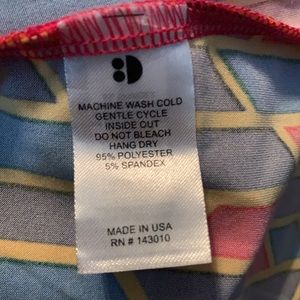 MACHINE WASH COLD
GENTLE CYCLE
INSIDE OUT
DO NOT BLEACH
HANG DRY
95% POLYESTER
5% SPANDEX
MADE IN USA
RN # 143010